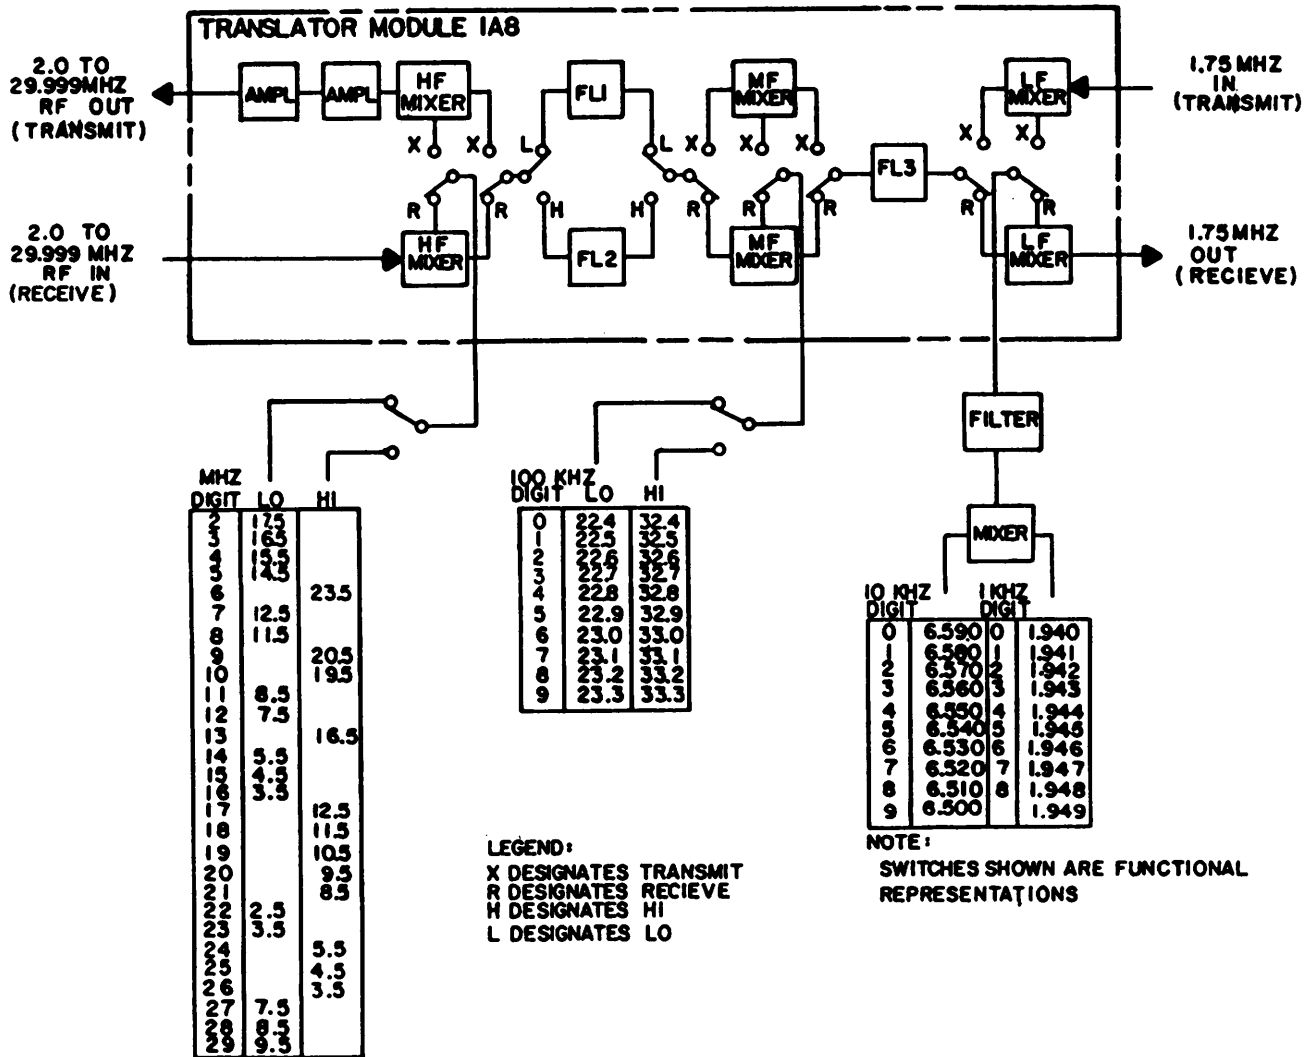 TRANSLATOR MODULE 1A8
2.0 TO
29.999MHZ
RF OUT
(TRANSMIT)
AMPL
AMPL
HF
MIXER
FL1
MF
MIXER
LF
MIXER
1.75MHZ
IN
(TRANSMIT)
X
X
L
L
X
X
X
X
X
FL3
R
R
H
H
R
R
R
R
2.0 TO
29.999 MHZ
RF IN
(RECEIVE)
HF
MIXER
FL2
MF
MIXER
LF
MIXER
1.75MHZ
OUT
(RECIEVE)
FILTER
MIXER
MHZ
DIGIT LO HI
2 17.5
3 16.5
4 15.5
5 14.5
6 23.5
7 12.5
8 11.5
9 20.5
10 19.5
11 8.5
12 7.5
13 16.5
14 5.5
15 4.5
16 3.5
17 12.5
18 11.5
19 10.5
20 9.5
21 8.5
22 2.5
23 3.5
24 5.5
25 4.5
26 3.5
27 7.5
28 8.5
29 9.5
100 KHZ
DIGIT LO HI
0 22.4 32.4
1 22.5 32.5
2 22.6 32.6
3 22.7 32.7
4 22.8 32.8
5 22.9 32.9
6 23.0 33.0
7 23.1 33.1
8 23.2 33.2
9 23.3 33.3
10 KHZ 1 KHZ
DIGIT DIGIT
0 6.590 0 1.940
1 6.580 1 1.941
2 6.570 2 1.942
3 6.560 3 1.943
4 6.550 4 1.944
5 6.540 5 1.945
6 6.530 6 1.946
7 6.520 7 1.947
8 6.510 8 1.948
9 6.500 1.949
LEGEND:
X DESIGNATES TRANSMIT
R DESIGNATES RECIEVE
H DESIGNATES HI
L DESIGNATES LO
NOTE:
SWITCHES SHOWN ARE FUNCTIONAL
REPRESENTATIONS